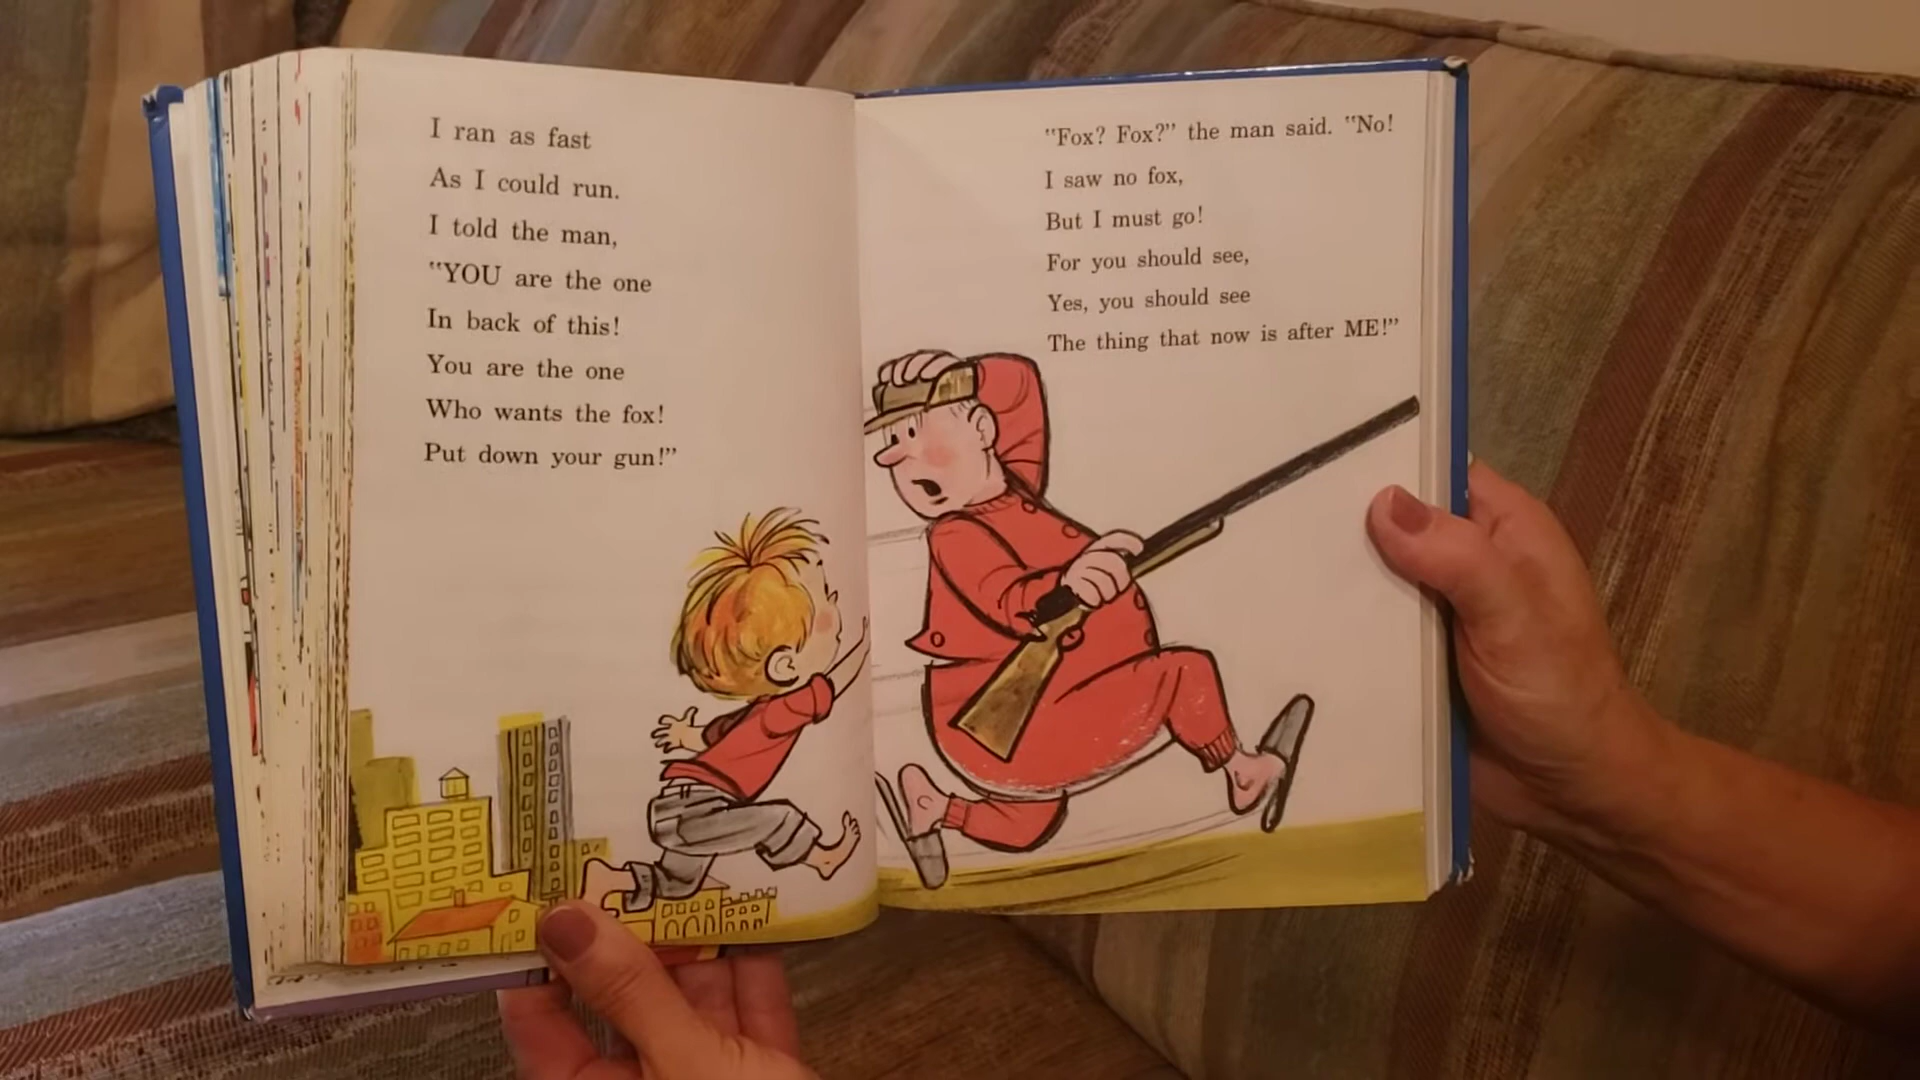 I ran as fast
As I could run.
I told the man,
"YOU are the one
In back of this!
You are the one
Who wants the fox!
Put down your gun!"
"Fox? Fox?" the man said. "No!
I saw no fox,
But I must go!
For you should see,
Yes, you should see
The thing that now is after ME!"